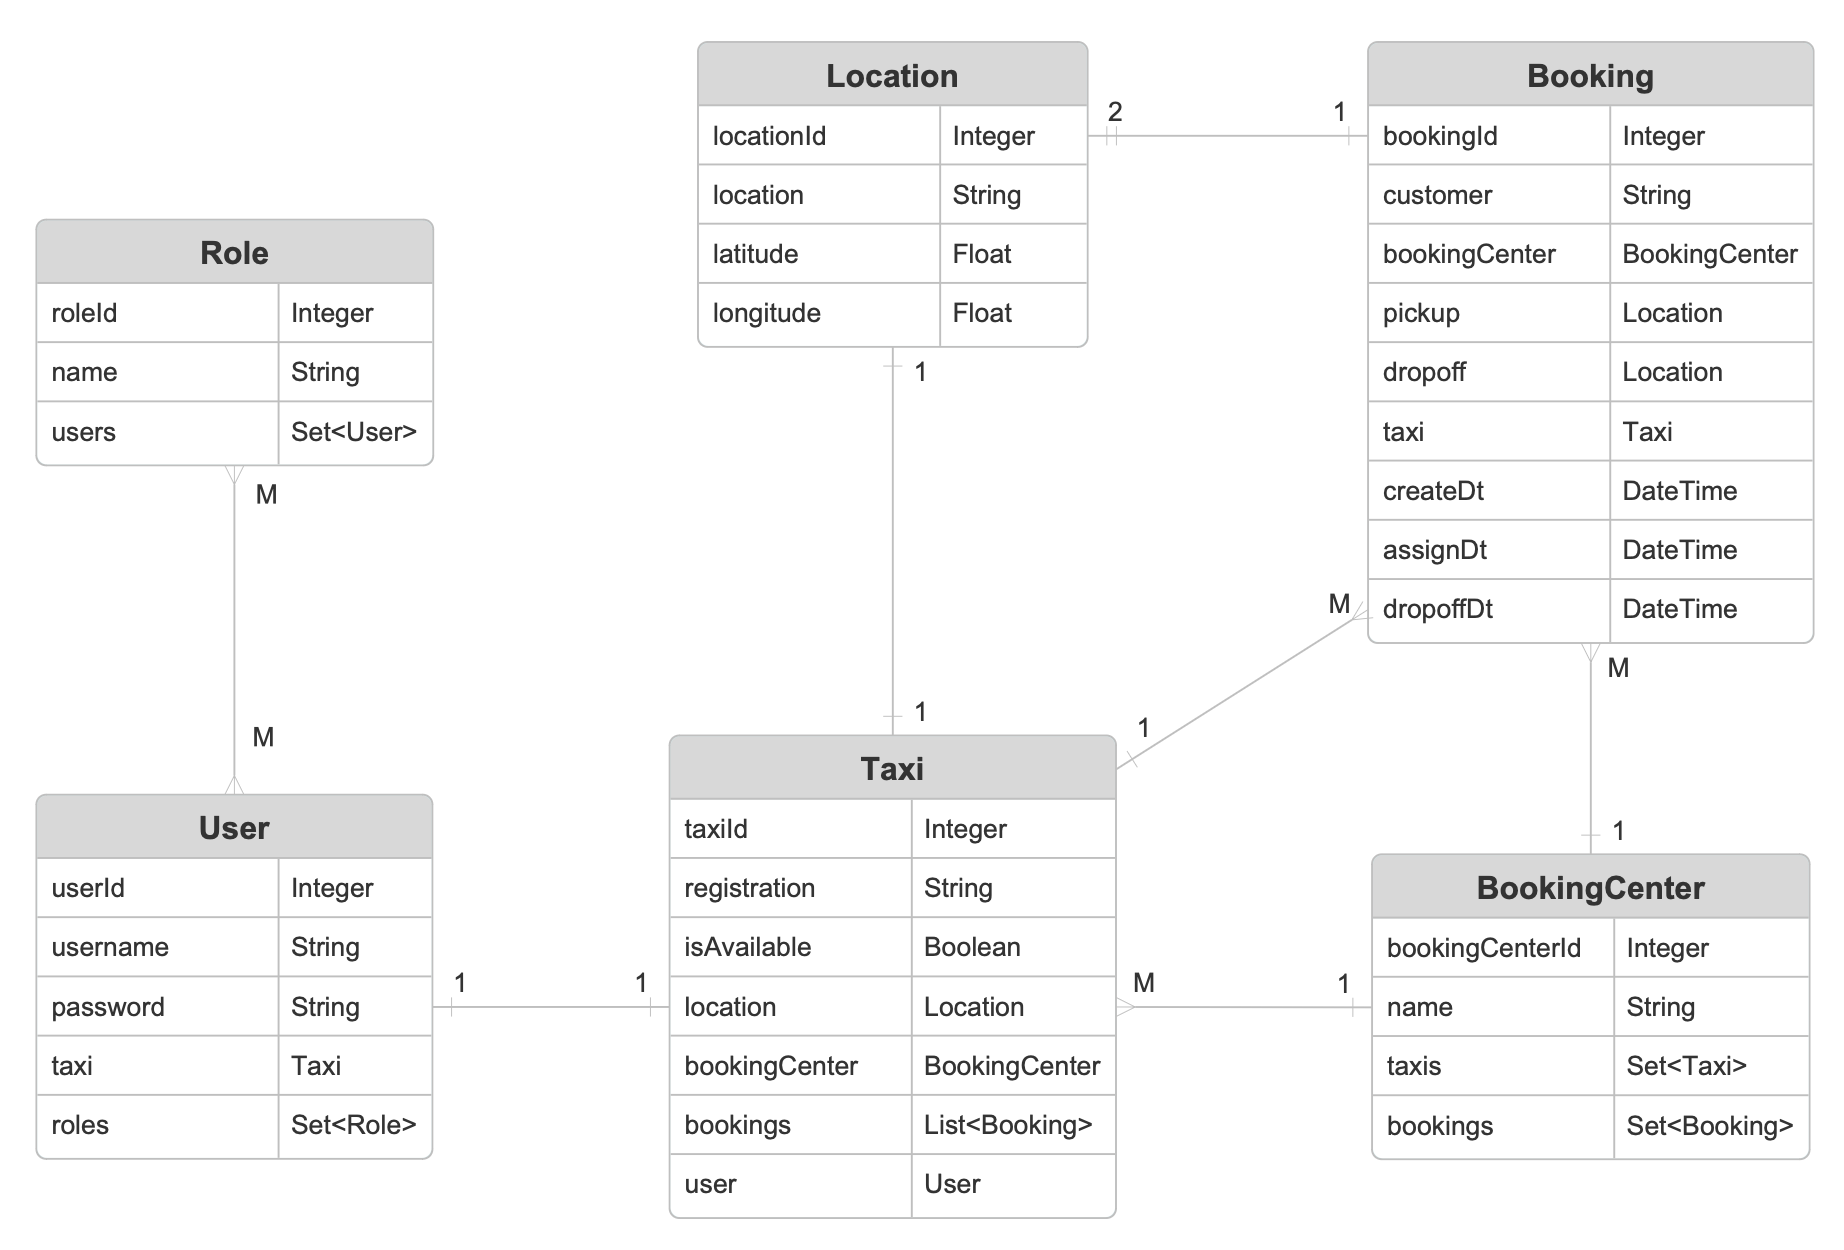 Location
locationId Integer
location String
latitude Float
longitude Float
2 1
Booking
bookingId Integer
customer String
bookingCenter BookingCenter
pickup Location
dropoff Location
taxi Taxi
createDt DateTime
assignDt DateTime
dropoffDt DateTime
Role
roleId Integer
name String
users Set<User>
M
M
1
1
M
1
M
1
User
userId Integer
username String
password String
taxi Taxi
roles Set<Role>
1 1
Taxi
taxiId Integer
registration String
isAvailable Boolean
location Location
bookingCenter BookingCenter
bookings List<Booking>
user User
M 1
BookingCenter
bookingCenterId Integer
name String
taxis Set<Taxi>
bookings Set<Booking>